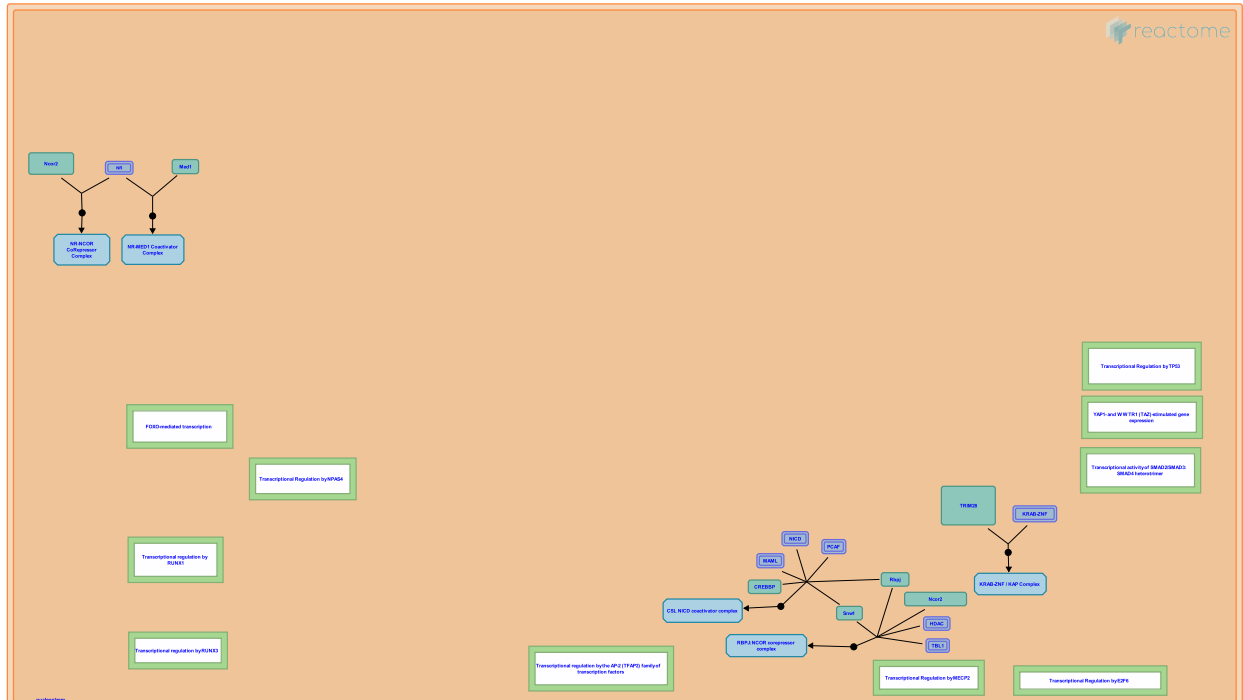 reactome
Ncor2
NR
Med1
NR-NCOR
CoRepressor
Complex
NR-MED1 Coactivator
Complex
Transcriptional Regulation by TP53
YAP1- and WWTR1 (TAZ)-stimulated gene
expression
FOXO-mediated transcription
Transcriptional activity of SMAD2/SMAD3:
SMAD4 heterotrimer
Transcriptional Regulation by NPAS4
TRIM28
KRAB-ZNF
NICD
PCAF
MAML
Transcriptional regulation by
RUNX1
CREBBP
Rbpj
KRAB-ZNF / KAP Complex
Ncor2
CSL NICD coactivator complex
Snw1
HDAC
RBPJ:NCOR corepressor
complex
TBL1
Transcriptional regulation by RUNX3
Transcriptional regulation by the AP-2 (TFAP2) family of
transcription factors
Transcriptional Regulation by MECP2
Transcriptional Regulation by E2F6